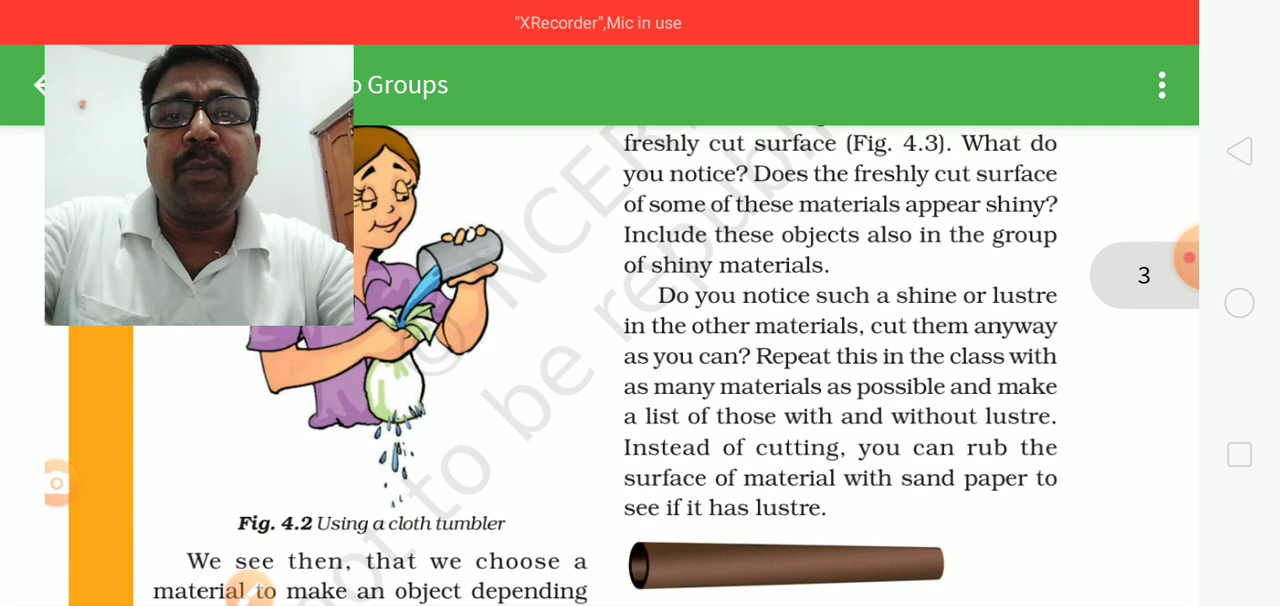 "XRecorder",Mic in use
o Groups
freshly cut surface (Fig. 4.3). What do
you notice? Does the freshly cut surface
of some of these materials appear shiny?
Include these objects also in the group
of shiny materials.
Do you notice such a shine or lustre
in the other materials, cut them anyway
as you can? Repeat this in the class with
as many materials as possible and make
a list of those with and without lustre.
Instead of cutting, you can rub the
surface of material with sand paper to
see if it has lustre.
3
Fig. 4.2 Using a cloth tumbler
We see then, that we choose a
material to make an object depending
NCER
not to be republi